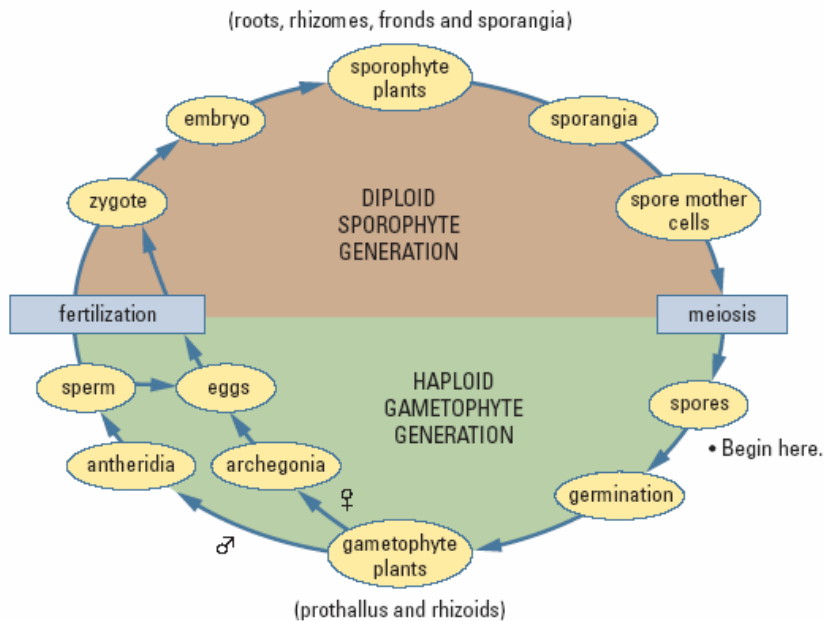 (roots, rhizomes, fronds and sporangia)
sporophyte
plants
embryo
sporangia
zygote
spore mother
cells
DIPLOID
SPOROPHYTE
GENERATION
fertilization
meiosis
sperm
eggs
HAPLOID
GAMETOPHYTE
GENERATION
spores
• Begin here.
antheridia
archegonia
germination
♀
♂
gametophyte
plants
(prothallus and rhizoids)